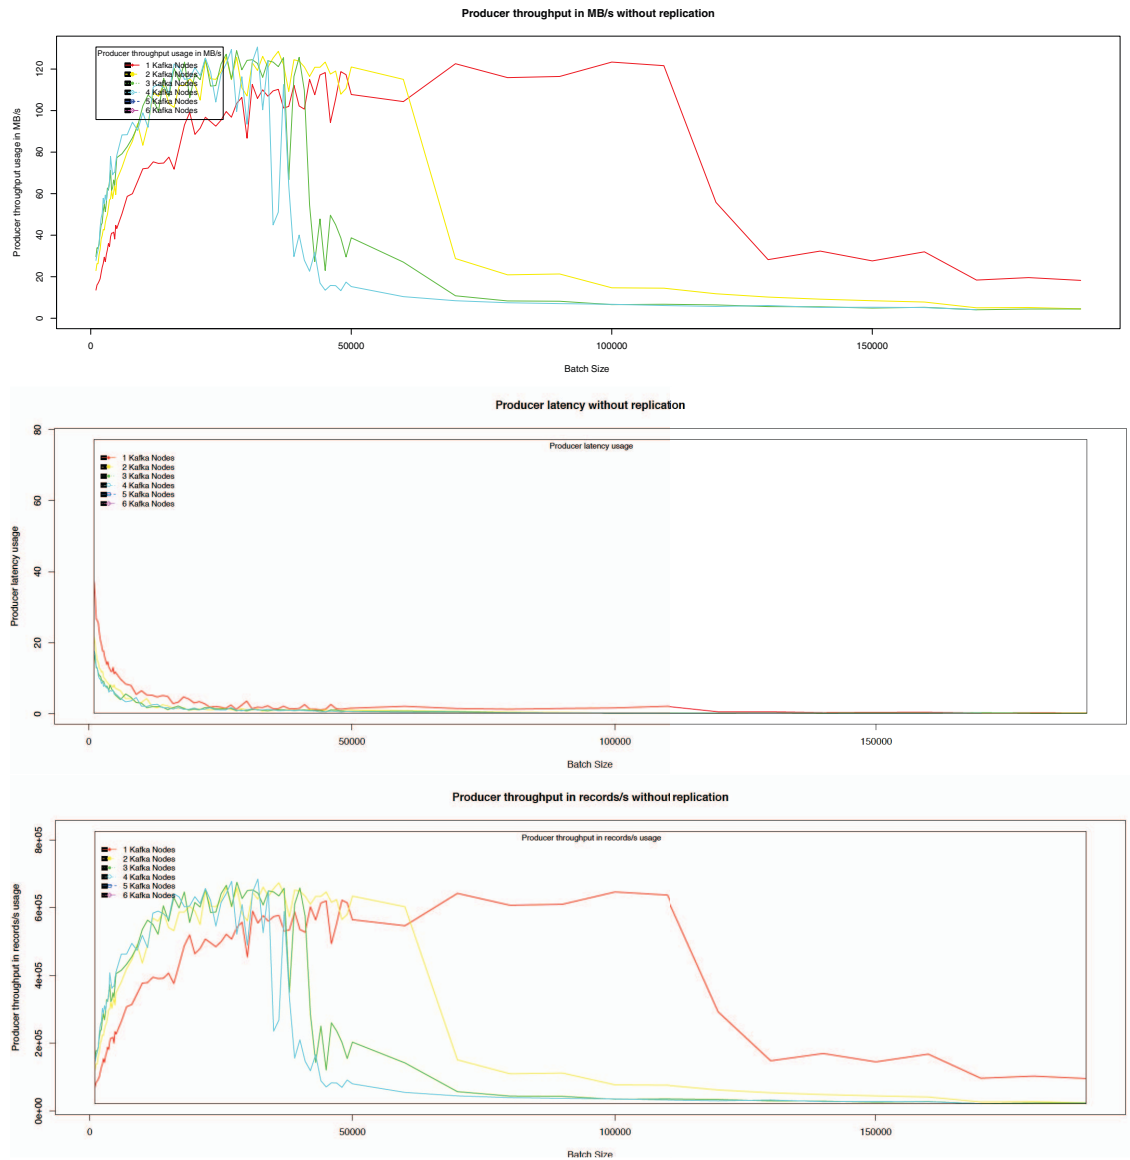 Producer throughput in MB/s without replication
Producer throughput usage in MB/s
1 Kafka Nodes
2 Kafka Nodes
3 Kafka Nodes
4 Kafka Nodes
5 Kafka Nodes
6 Kafka Nodes
Producer throughput usage in MB/s
120
100
80
60
40
20
0
0 50000 100000 150000
Batch Size
Producer latency without replication
Producer latency usage
1 Kafka Nodes
2 Kafka Nodes
3 Kafka Nodes
4 Kafka Nodes
5 Kafka Nodes
6 Kafka Nodes
Producer latency usage
80
60
40
20
0
0 50000 100000 150000
Batch Size
Producer throughput in records/s without replication
Producer throughput in records/s usage
1 Kafka Nodes
2 Kafka Nodes
3 Kafka Nodes
4 Kafka Nodes
5 Kafka Nodes
6 Kafka Nodes
Producer throughput in records/s usage
8e+05
6e+05
4e+05
2e+05
0e+00
0 50000 100000 150000
Batch Size